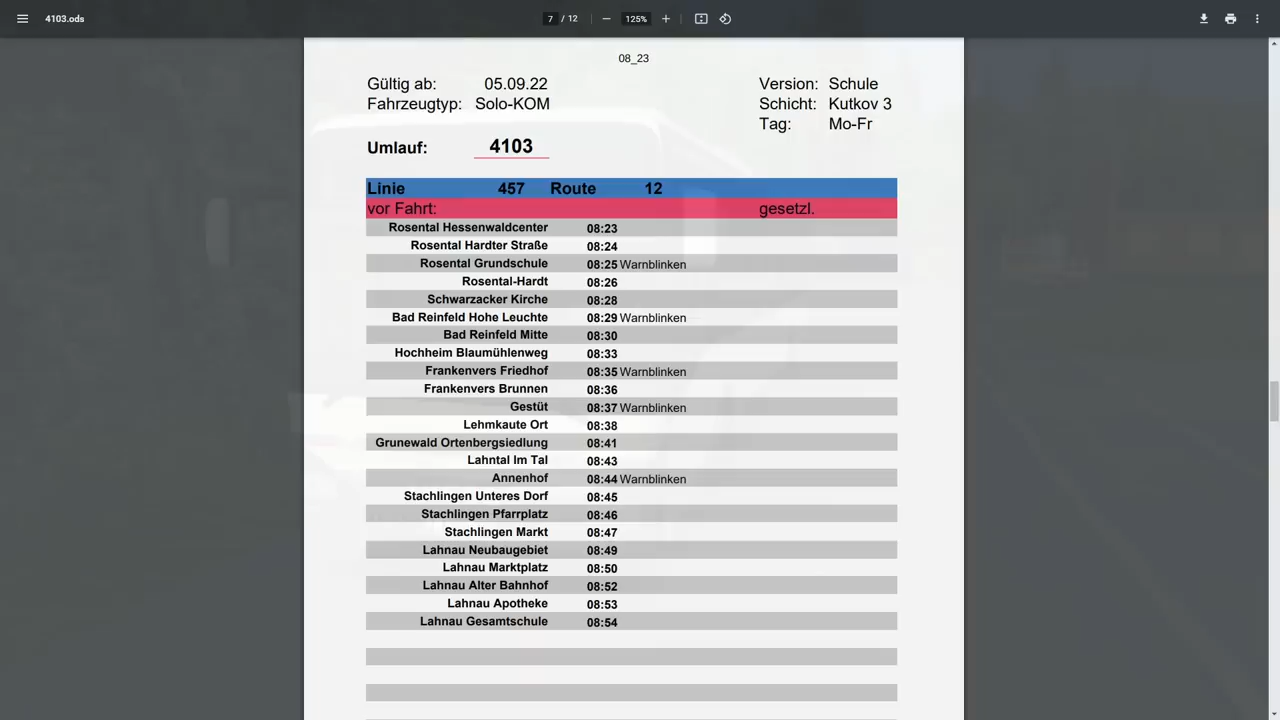 4103.ods
7 / 12
125%
08_23
Gültig ab: 05.09.22 Version: Schule
Fahrzeugtyp: Solo-KOM Schicht: Kutkov 3
Tag: Mo-Fr
Umlauf: 4103
Linie 457 Route 12
vor Fahrt: gesetzl.
Rosental Hessenwaldcenter 08:23
Rosental Hardter Straße 08:24
Rosental Grundschule 08:25 Warnblinken
Rosental-Hardt 08:26
Schwarzacker Kirche 08:28
Bad Reinfeld Hohe Leuchte 08:29 Warnblinken
Bad Reinfeld Mitte 08:30
Hochheim Blaumühlenweg 08:33
Frankenvers Friedhof 08:35 Warnblinken
Frankenvers Brunnen 08:36
Gestüt 08:37 Warnblinken
Lehmkaute Ort 08:38
Grunewald Ortenbergsiedlung 08:41
Lahntal Im Tal 08:43
Annenhof 08:44 Warnblinken
Stachlingen Unteres Dorf 08:45
Stachlingen Pfarrplatz 08:46
Stachlingen Markt 08:47
Lahnau Neubaugebiet 08:49
Lahnau Marktplatz 08:50
Lahnau Alter Bahnhof 08:52
Lahnau Apotheke 08:53
Lahnau Gesamtschule 08:54